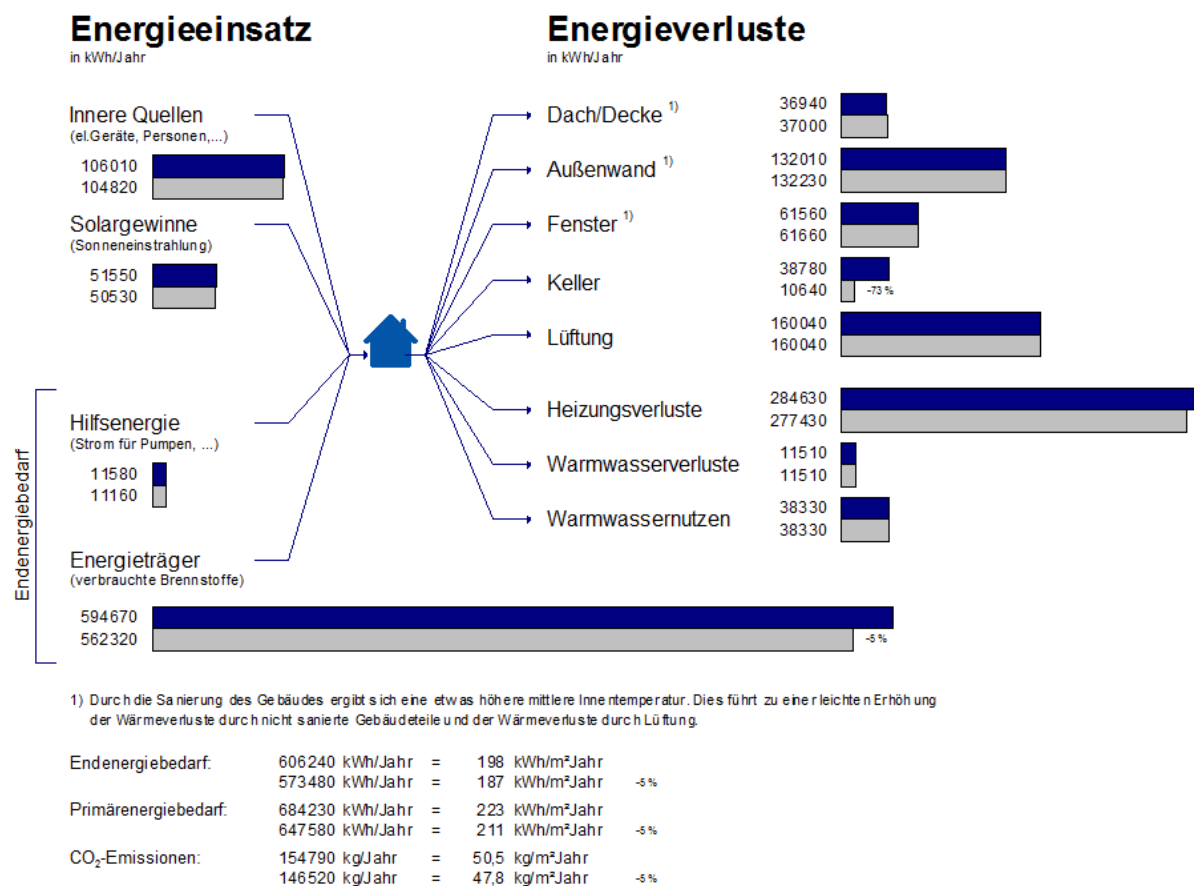 Energieeinsatz
in kWh/Jahr
Innere Quellen
(el.Geräte, Personen,...)
106010
104820
Solargewinne
(Sonneneinstrahlung)
51550
50530
Endenergiebedarf
Hilfsenergie
(Strom für Pumpen, ...)
11580
11160
Energieträger
(verbrauchte Brennstoffe)
594670
562320
-5 %
Energieverluste
in kWh/Jahr
Dach/Decke 1)
36940
37000
Außenwand 1)
132010
132230
Fenster 1)
61560
61660
Keller
38780
10640
-73 %
Lüftung
160040
160040
Heizungsverluste
284630
277430
Warmwasserverluste
11510
11510
Warmwassernutzen
38330
38330
1) Durch die Sanierung des Gebäudes ergibt sich eine etwas höhere mittlere Innentemperatur. Dies führt zu einer leichten Erhöhung
der Wärmeverluste durch nicht sanierte Gebäudeteile und der Wärmeverluste durch Lüftung.
Endenergiebedarf: 606240 kWh/Jahr = 198 kWh/m²Jahr
573480 kWh/Jahr = 187 kWh/m²Jahr -5 %
Primärenergiebedarf: 684230 kWh/Jahr = 223 kWh/m²Jahr
647580 kWh/Jahr = 211 kWh/m²Jahr -5 %
CO₂-Emissionen: 154790 kg/Jahr = 50,5 kg/m²Jahr
146520 kg/Jahr = 47,8 kg/m²Jahr -5 %